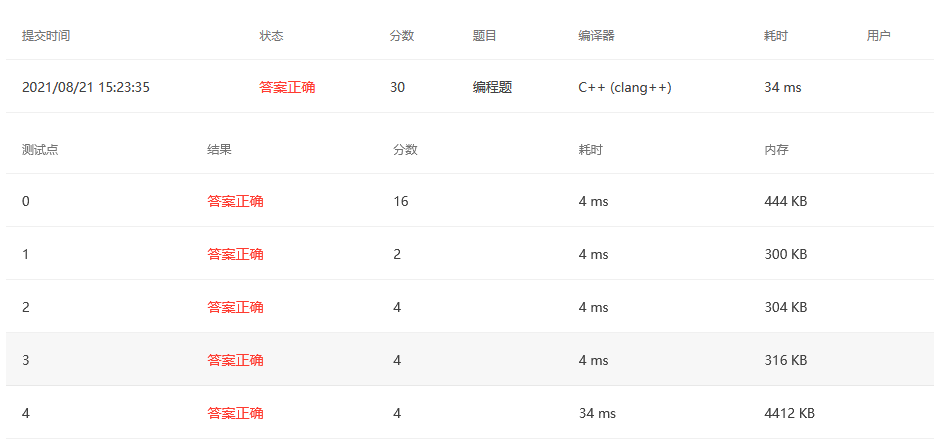 提交时间 状态 分数 题目 编译器 耗时 用户
2021/08/21 15:23:35 答案正确 30 编程题 C++ (clang++) 34 ms
测试点 结果 分数 耗时 内存
0 答案正确 16 4 ms 444 KB
1 答案正确 2 4 ms 300 KB
2 答案正确 4 4 ms 304 KB
3 答案正确 4 4 ms 316 KB
4 答案正确 4 34 ms 4412 KB